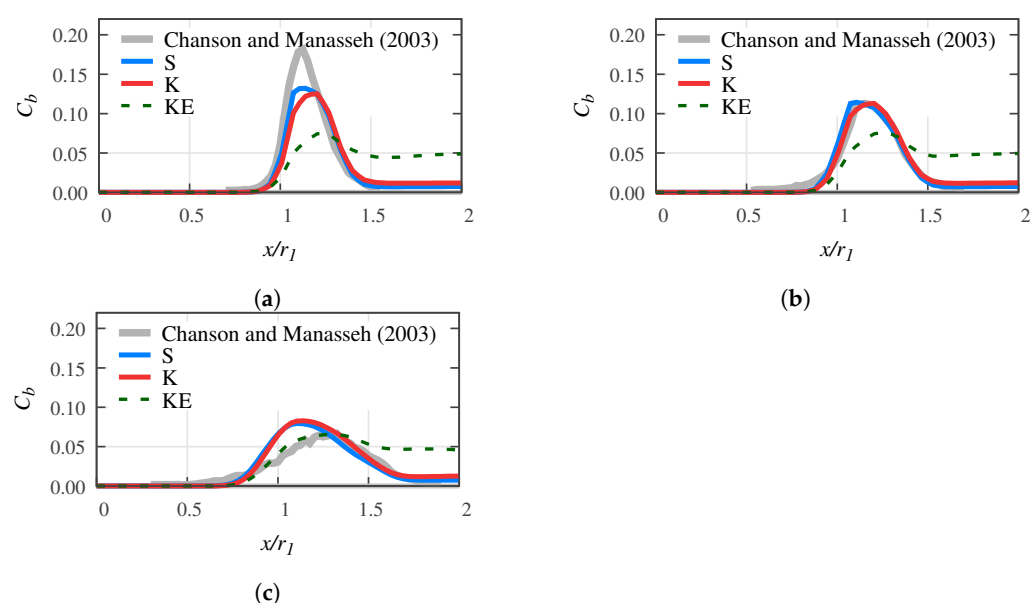 0.20
0.15
0.10
0.05
0.00
C_b
Chanson and Manasseh (2003)
S
K
KE
0 1 1.5 2
x/r_1
(a)
0.20
0.15
0.10
0.05
0.00
C_b
Chanson and Manasseh (2003)
S
K
KE
0 0.5 1 1.5 2
x/r_1
(b)
0.20
0.15
0.10
0.05
0.00
C_b
Chanson and Manasseh (2003)
S
K
KE
0 0.5 1 1.5 2
x/r_1
(c)